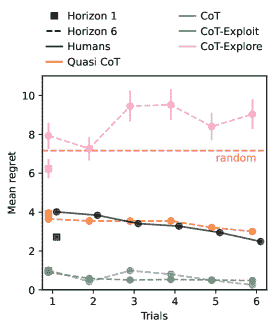 Horizon 1
Horizon 6
Humans
Quasi CoT
CoT
CoT-Exploit
CoT-Explore
10
8
6
4
2
0
Mean regret
random
1 2 3 4 5 6
Trials